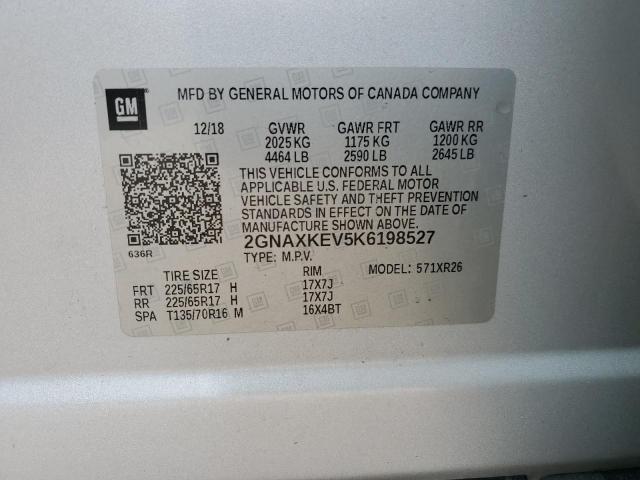 GM
MFD BY GENERAL MOTORS OF CANADA COMPANY
12/18 GVWR GAWR FRT GAWR RR
2025 KG 1175 KG 1200 KG
4464 LB 2590 LB 2645 LB
THIS VEHICLE CONFORMS TO ALL
APPLICABLE U.S. FEDERAL MOTOR
VEHICLE SAFETY AND THEFT PREVENTION
STANDARDS IN EFFECT ON THE DATE OF
MANUFACTURE SHOWN ABOVE.
636R 2GNAXKEV5K6198527
TYPE: M.P.V. MODEL: 571XR26
TIRE SIZE RIM
FRT 225/65R17 H 17X7J
RR 225/65R17 H 17X7J
SPA T135/70R16 M 16X4BT